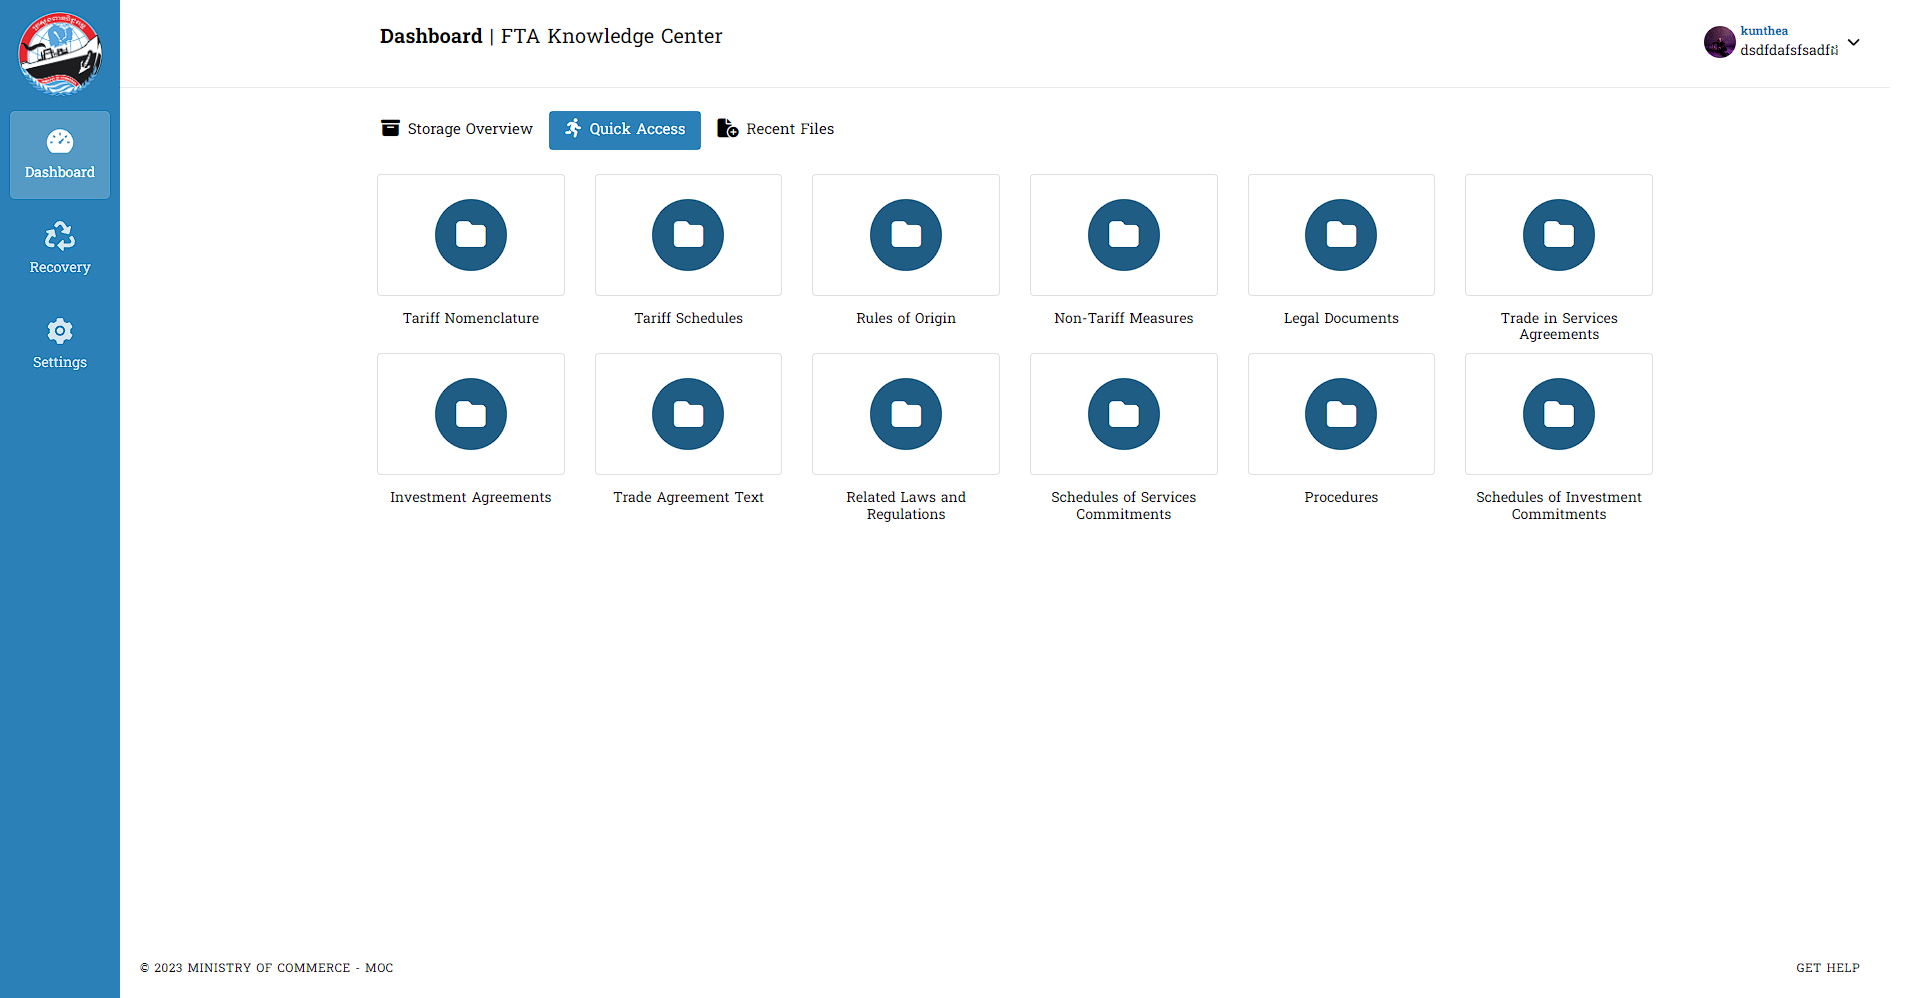 Dashboard | FTA Knowledge Center
kunthea
Dashboard
Recovery
Settings
Storage Overview
Quick Access
Recent Files
Tariff Nomenclature
Tariff Schedules
Rules of Origin
Non-Tariff Measures
Legal Documents
Trade in Services
Agreements
Investment Agreements
Trade Agreement Text
Related Laws and
Regulations
Schedules of Services
Commitments
Procedures
Schedules of Investment
Commitments
© 2023 MINISTRY OF COMMERCE - MOC
GET HELP